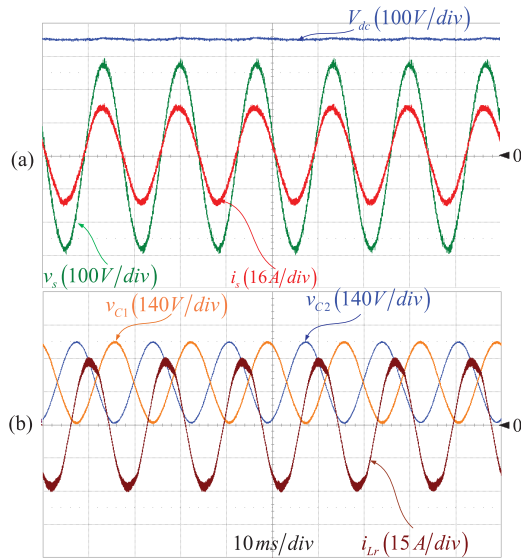 V_dc (100V/div)
(a)
0
v_s (100V/div)
i_s (16A/div)
v_C1 (140V/div)
v_C2 (140V/div)
(b)
0
10ms/div
i_Lr (15A/div)